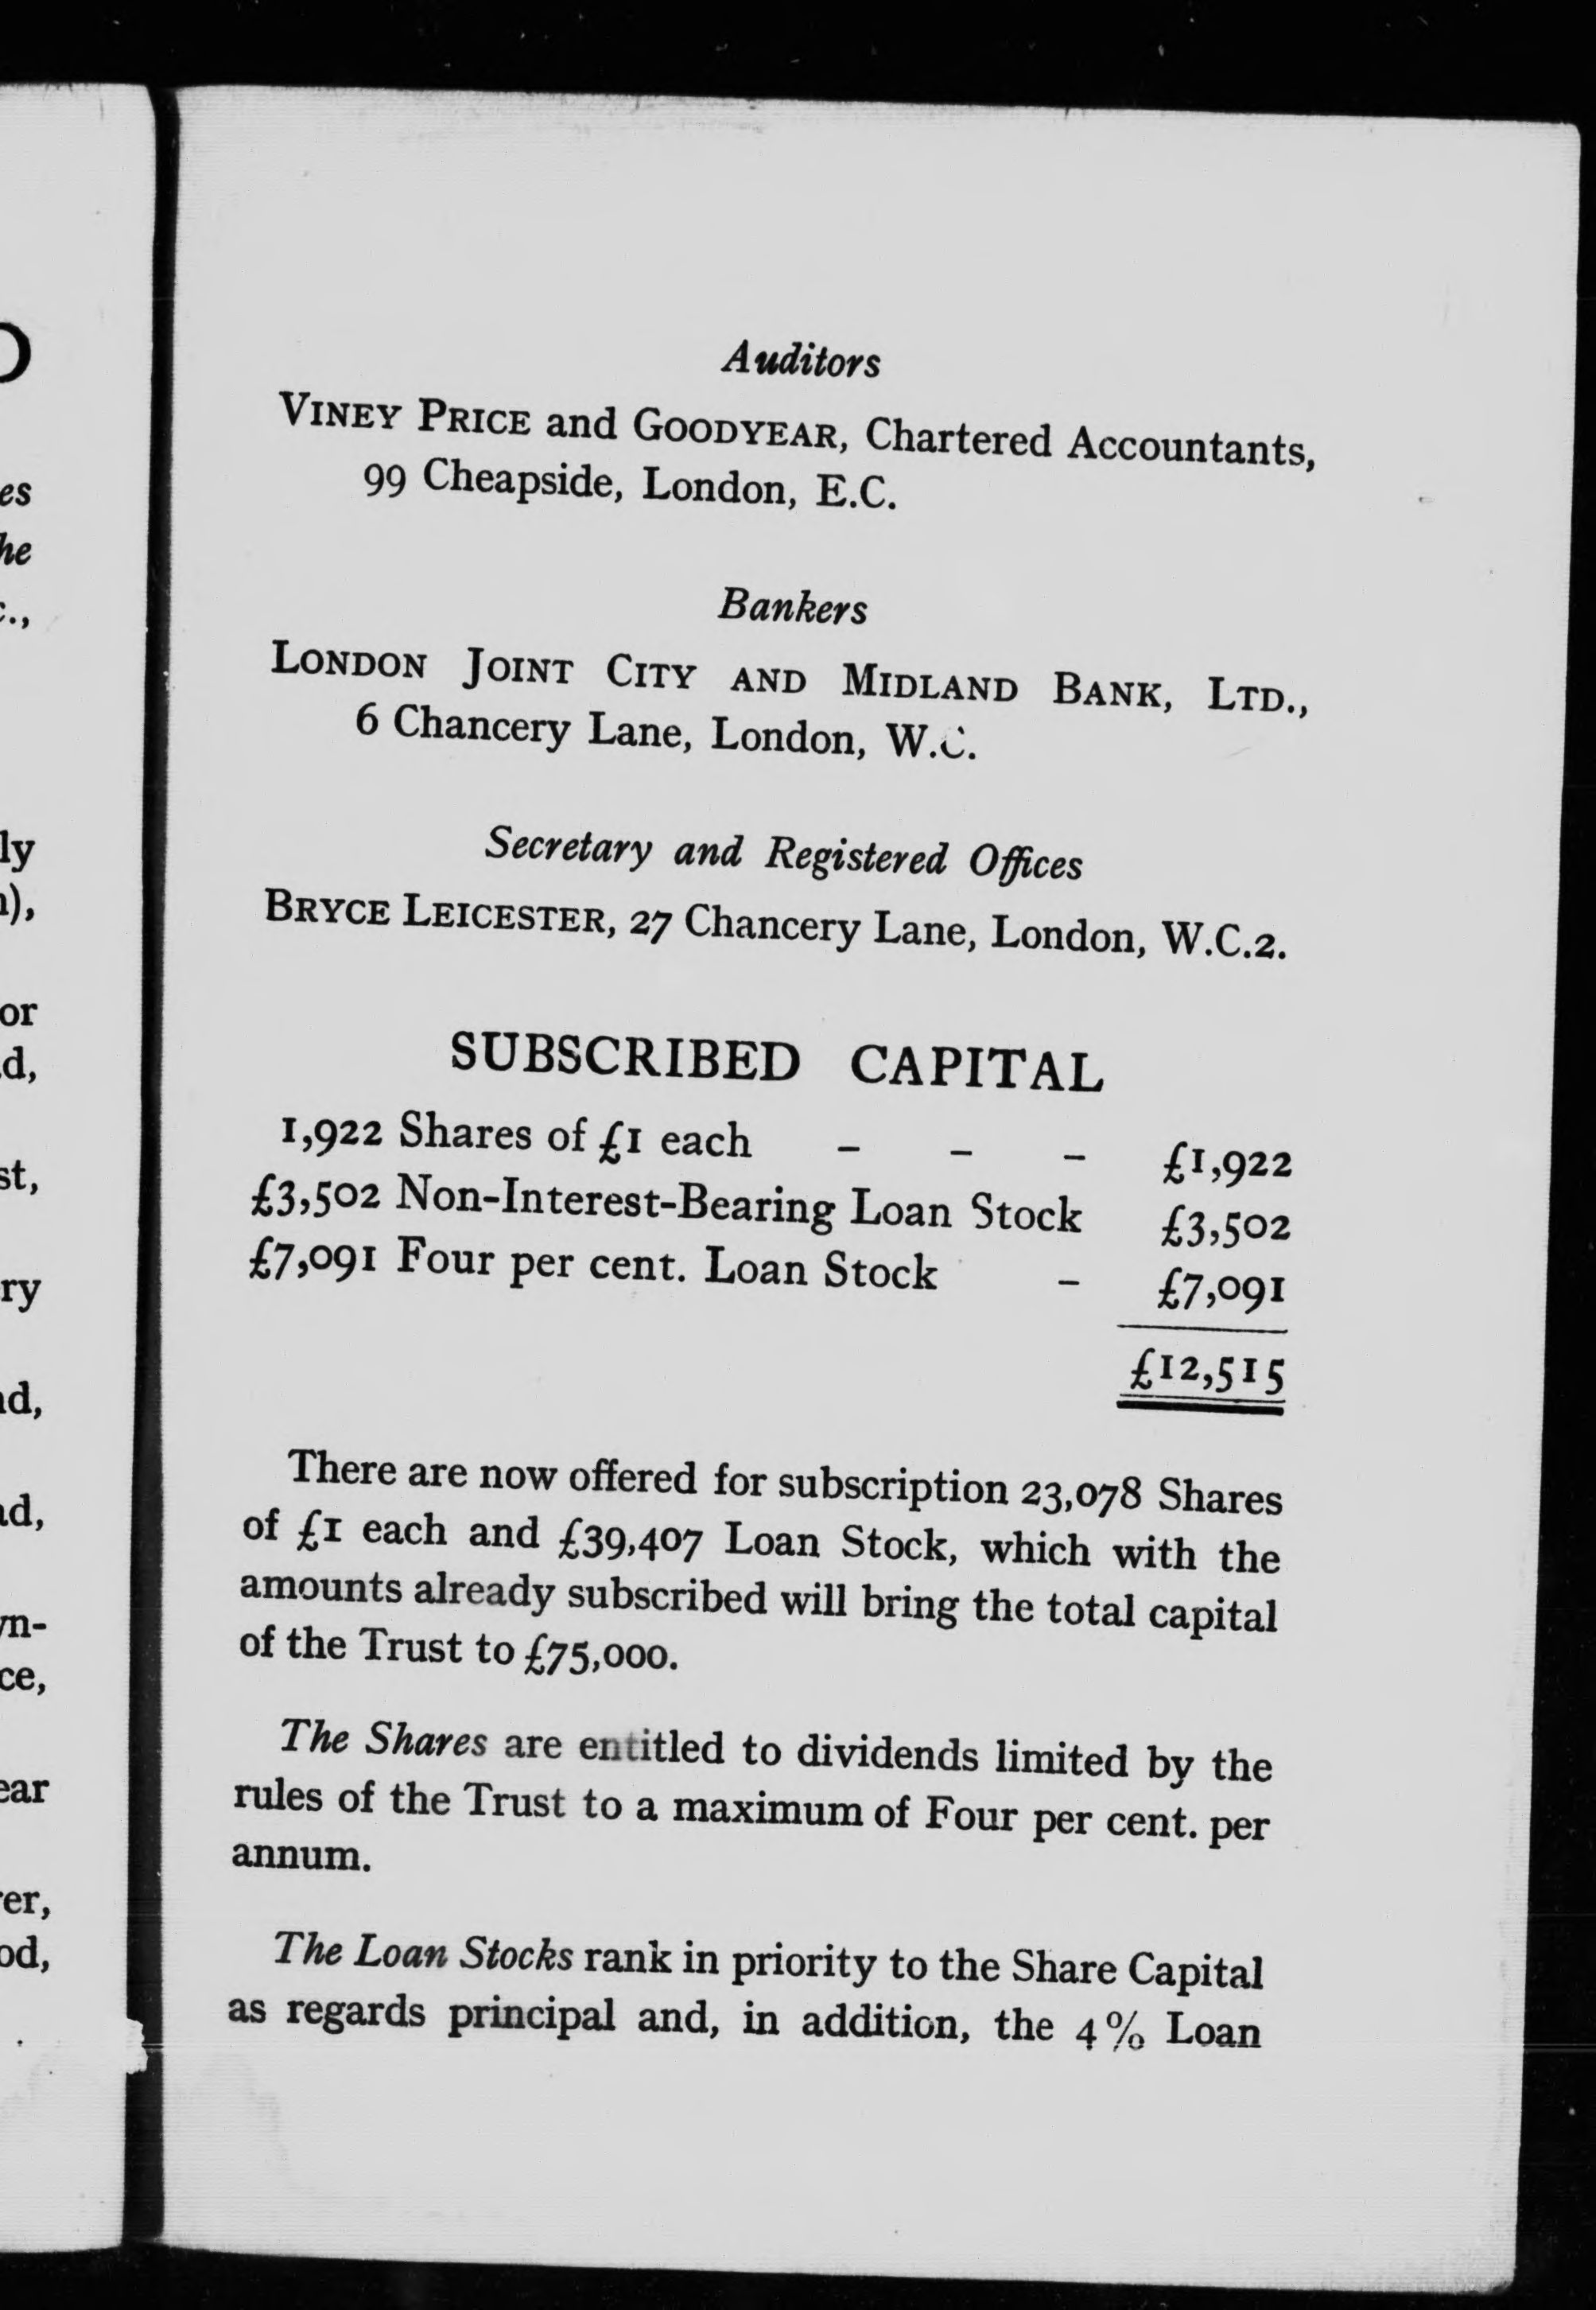 Auditors
VINEY PRICE and GOODYEAR, Chartered Accountants,
99 Cheapside, London, E.C.
Bankers
LONDON JOINT CITY AND MIDLAND BANK, LTD.,
6 Chancery Lane, London, W.C.
Secretary and Registered Offices
BRYCE LEICESTER, 27 Chancery Lane, London, W.C.2.
SUBSCRIBED CAPITAL
1,922 Shares of £1 each - - - £1,922
£3,502 Non-Interest-Bearing Loan Stock £3,502
£7,091 Four per cent. Loan Stock - £7,091
£12,515
There are now offered for subscription 23,078 Shares
of £1 each and £39,407 Loan Stock, which with the
amounts already subscribed will bring the total capital
of the Trust to £75,000.
The Shares are entitled to dividends limited by the
rules of the Trust to a maximum of Four per cent. per
annum.
The Loan Stocks rank in priority to the Share Capital
as regards principal and, in addition, the 4% Loan